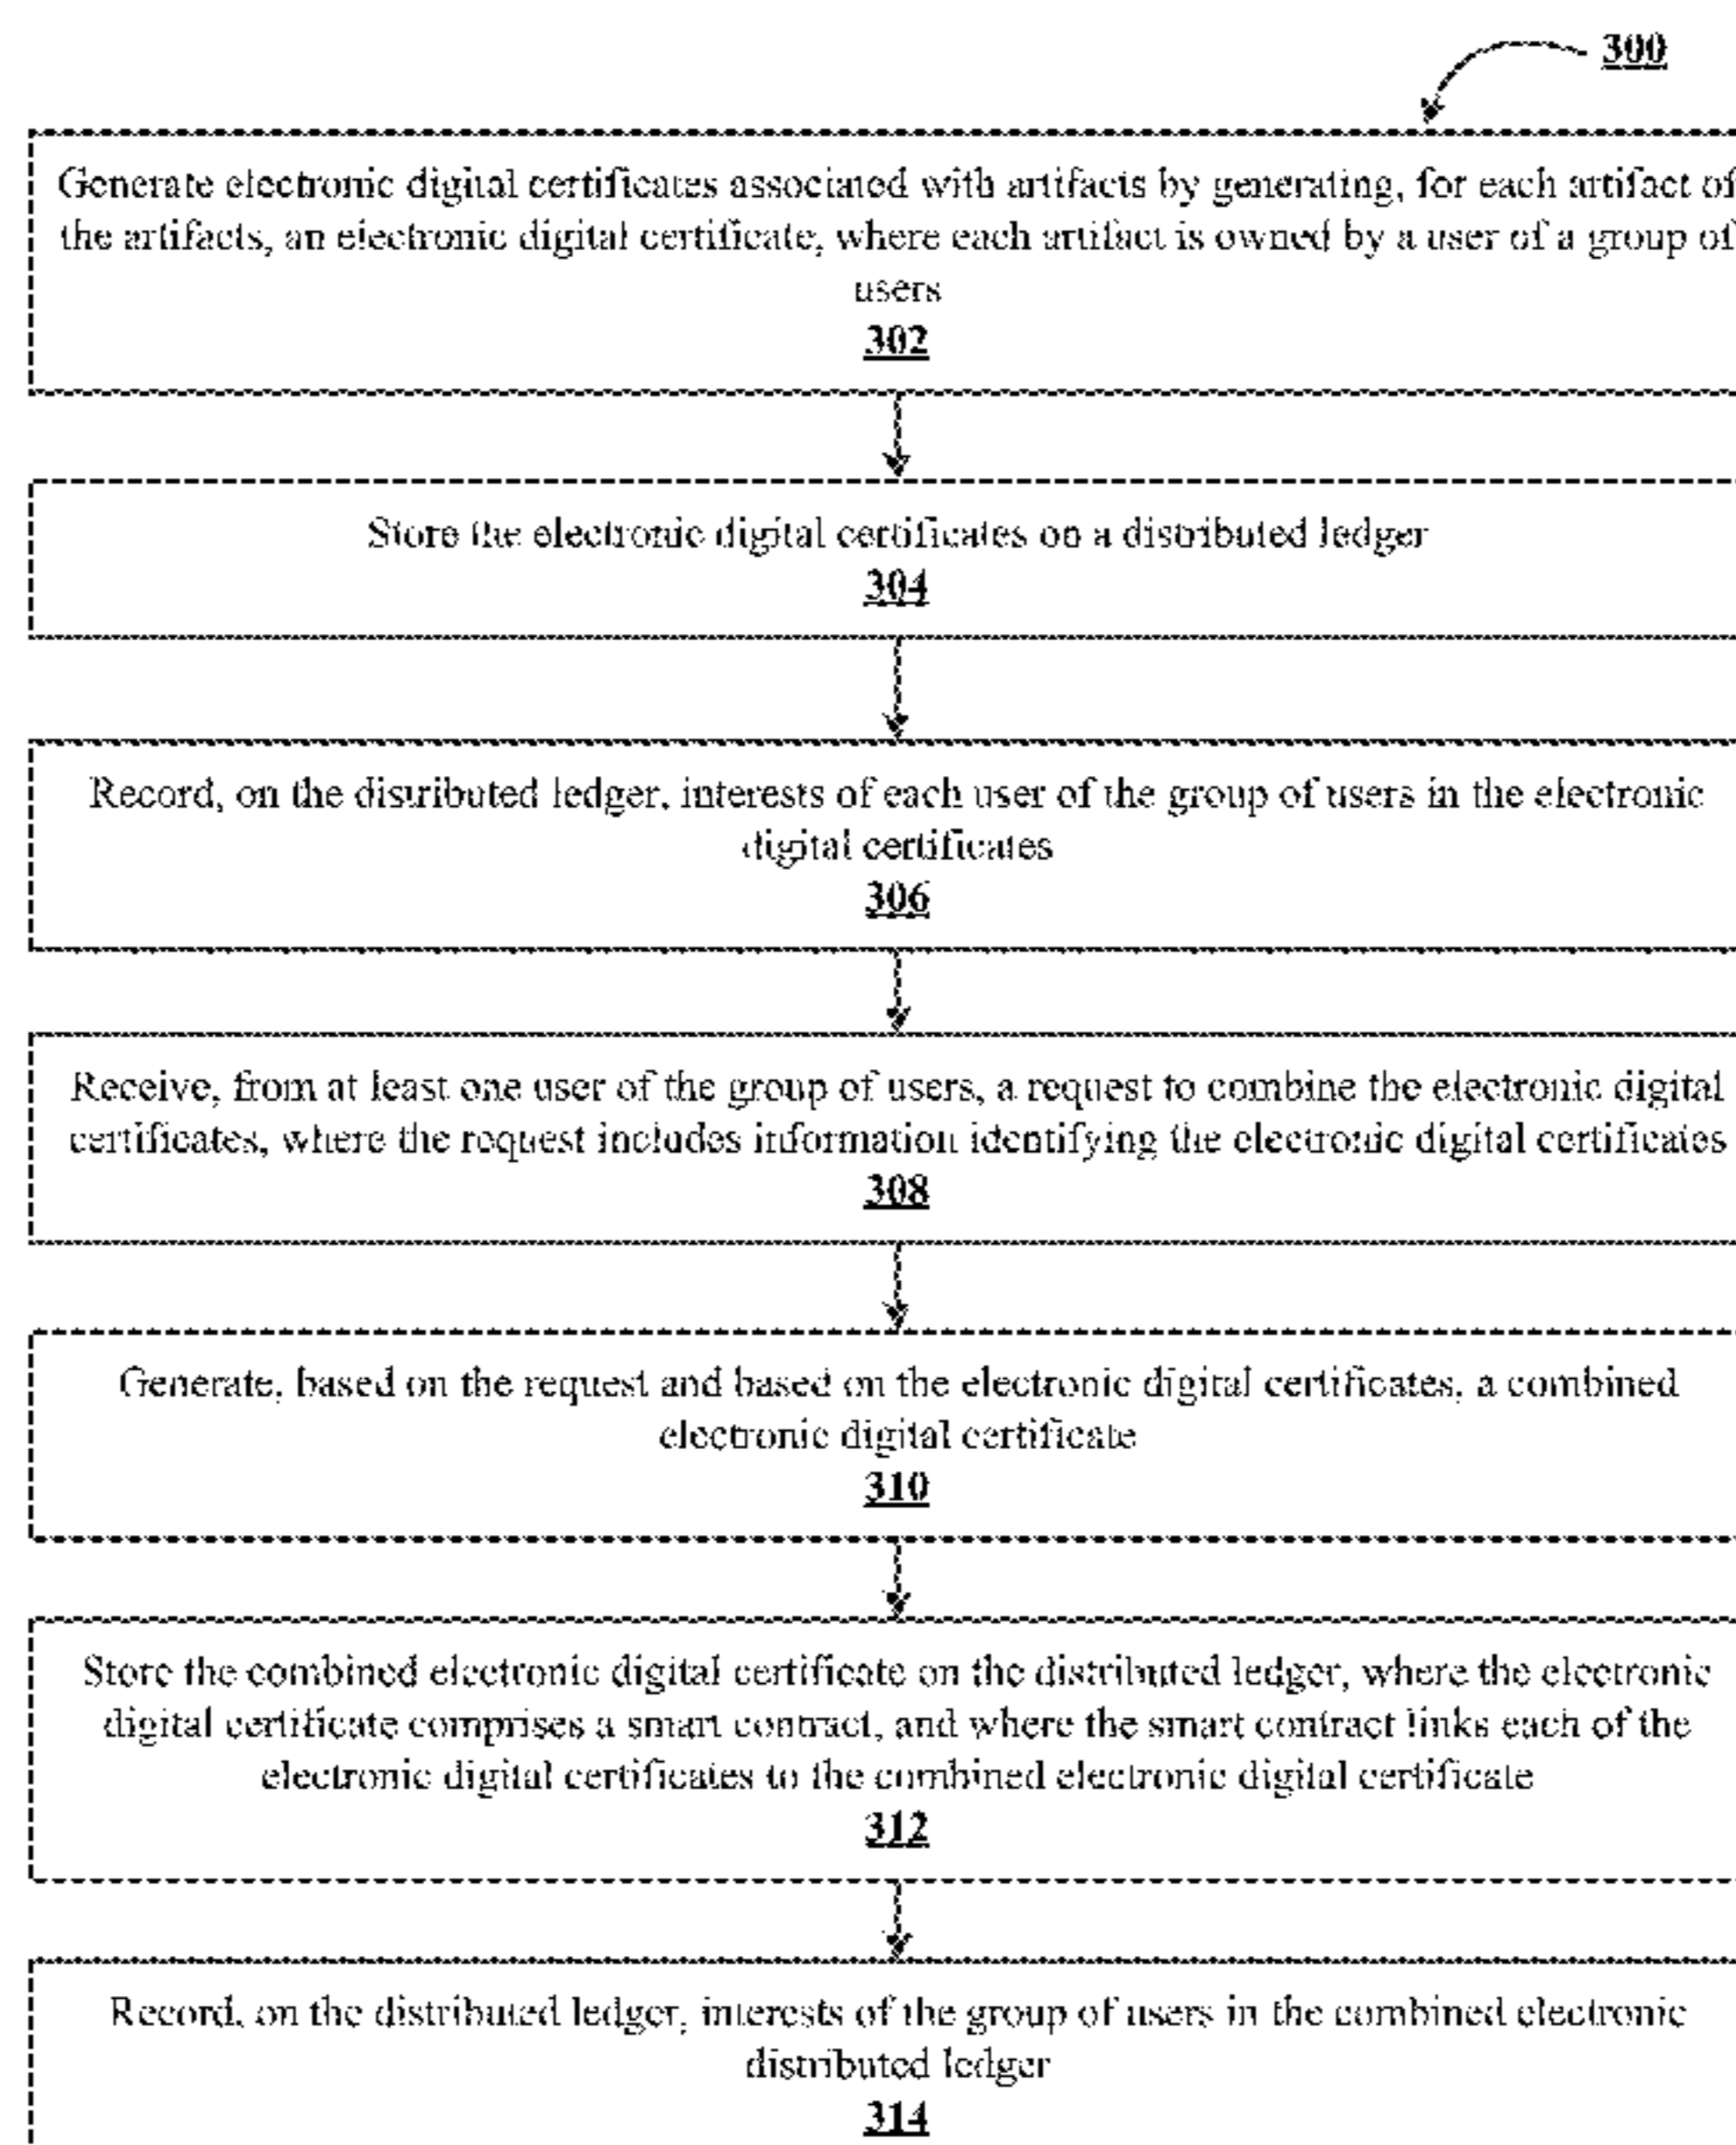 300
Generate electronic digital certificates associated with artifacts by generating, for each artifact of
the artifacts, an electronic digital certificate, where each artifact is owned by a user of a group of
users
302
Store the electronic digital certificates on a distributed ledger
304
Record, on the distributed ledger, interests of each user of the group of users in the electronic
digital certificates
306
Receive, from at least one user of the group of users, a request to combine the electronic digital
certificates, where the request includes information identifying the electronic digital certificates
308
Generate, based on the request and based on the electronic digital certificates, a combined
electronic digital certificate
310
Store the combined electronic digital certificate on the distributed ledger, where the electronic
digital certificate comprises a smart contract, and where the smart contract links each of the
electronic digital certificates to the combined electronic digital certificate
312
Record, on the distributed ledger, interests of the group of users in the combined electronic
distributed ledger
314